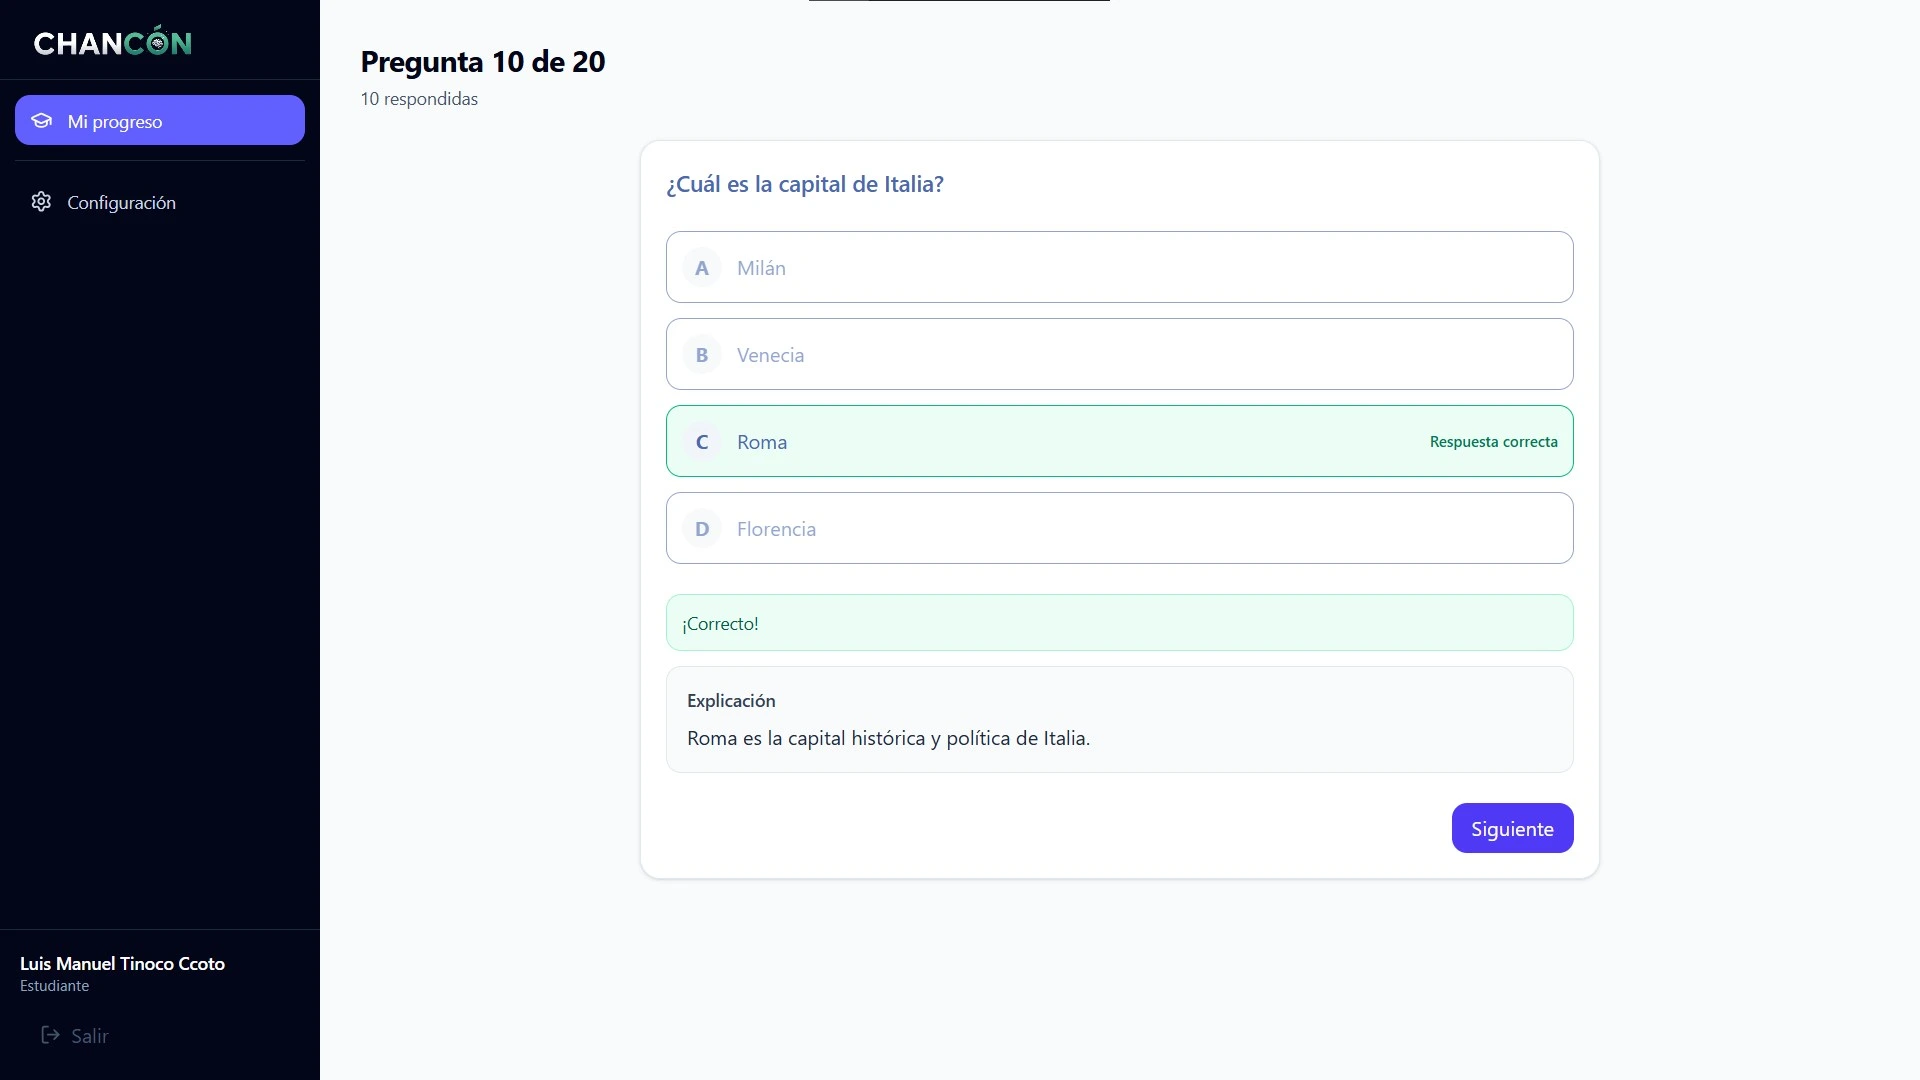 CHANCÓN
Mi progreso
Configuración
Luis Manuel Tinoco Ccoto
Estudiante
Salir
Pregunta 10 de 20
10 respondidas
¿Cuál es la capital de Italia?
A Milán
B Venecia
C Roma Respuesta correcta
D Florencia
¡Correcto!
Explicación
Roma es la capital histórica y política de Italia.
Siguiente